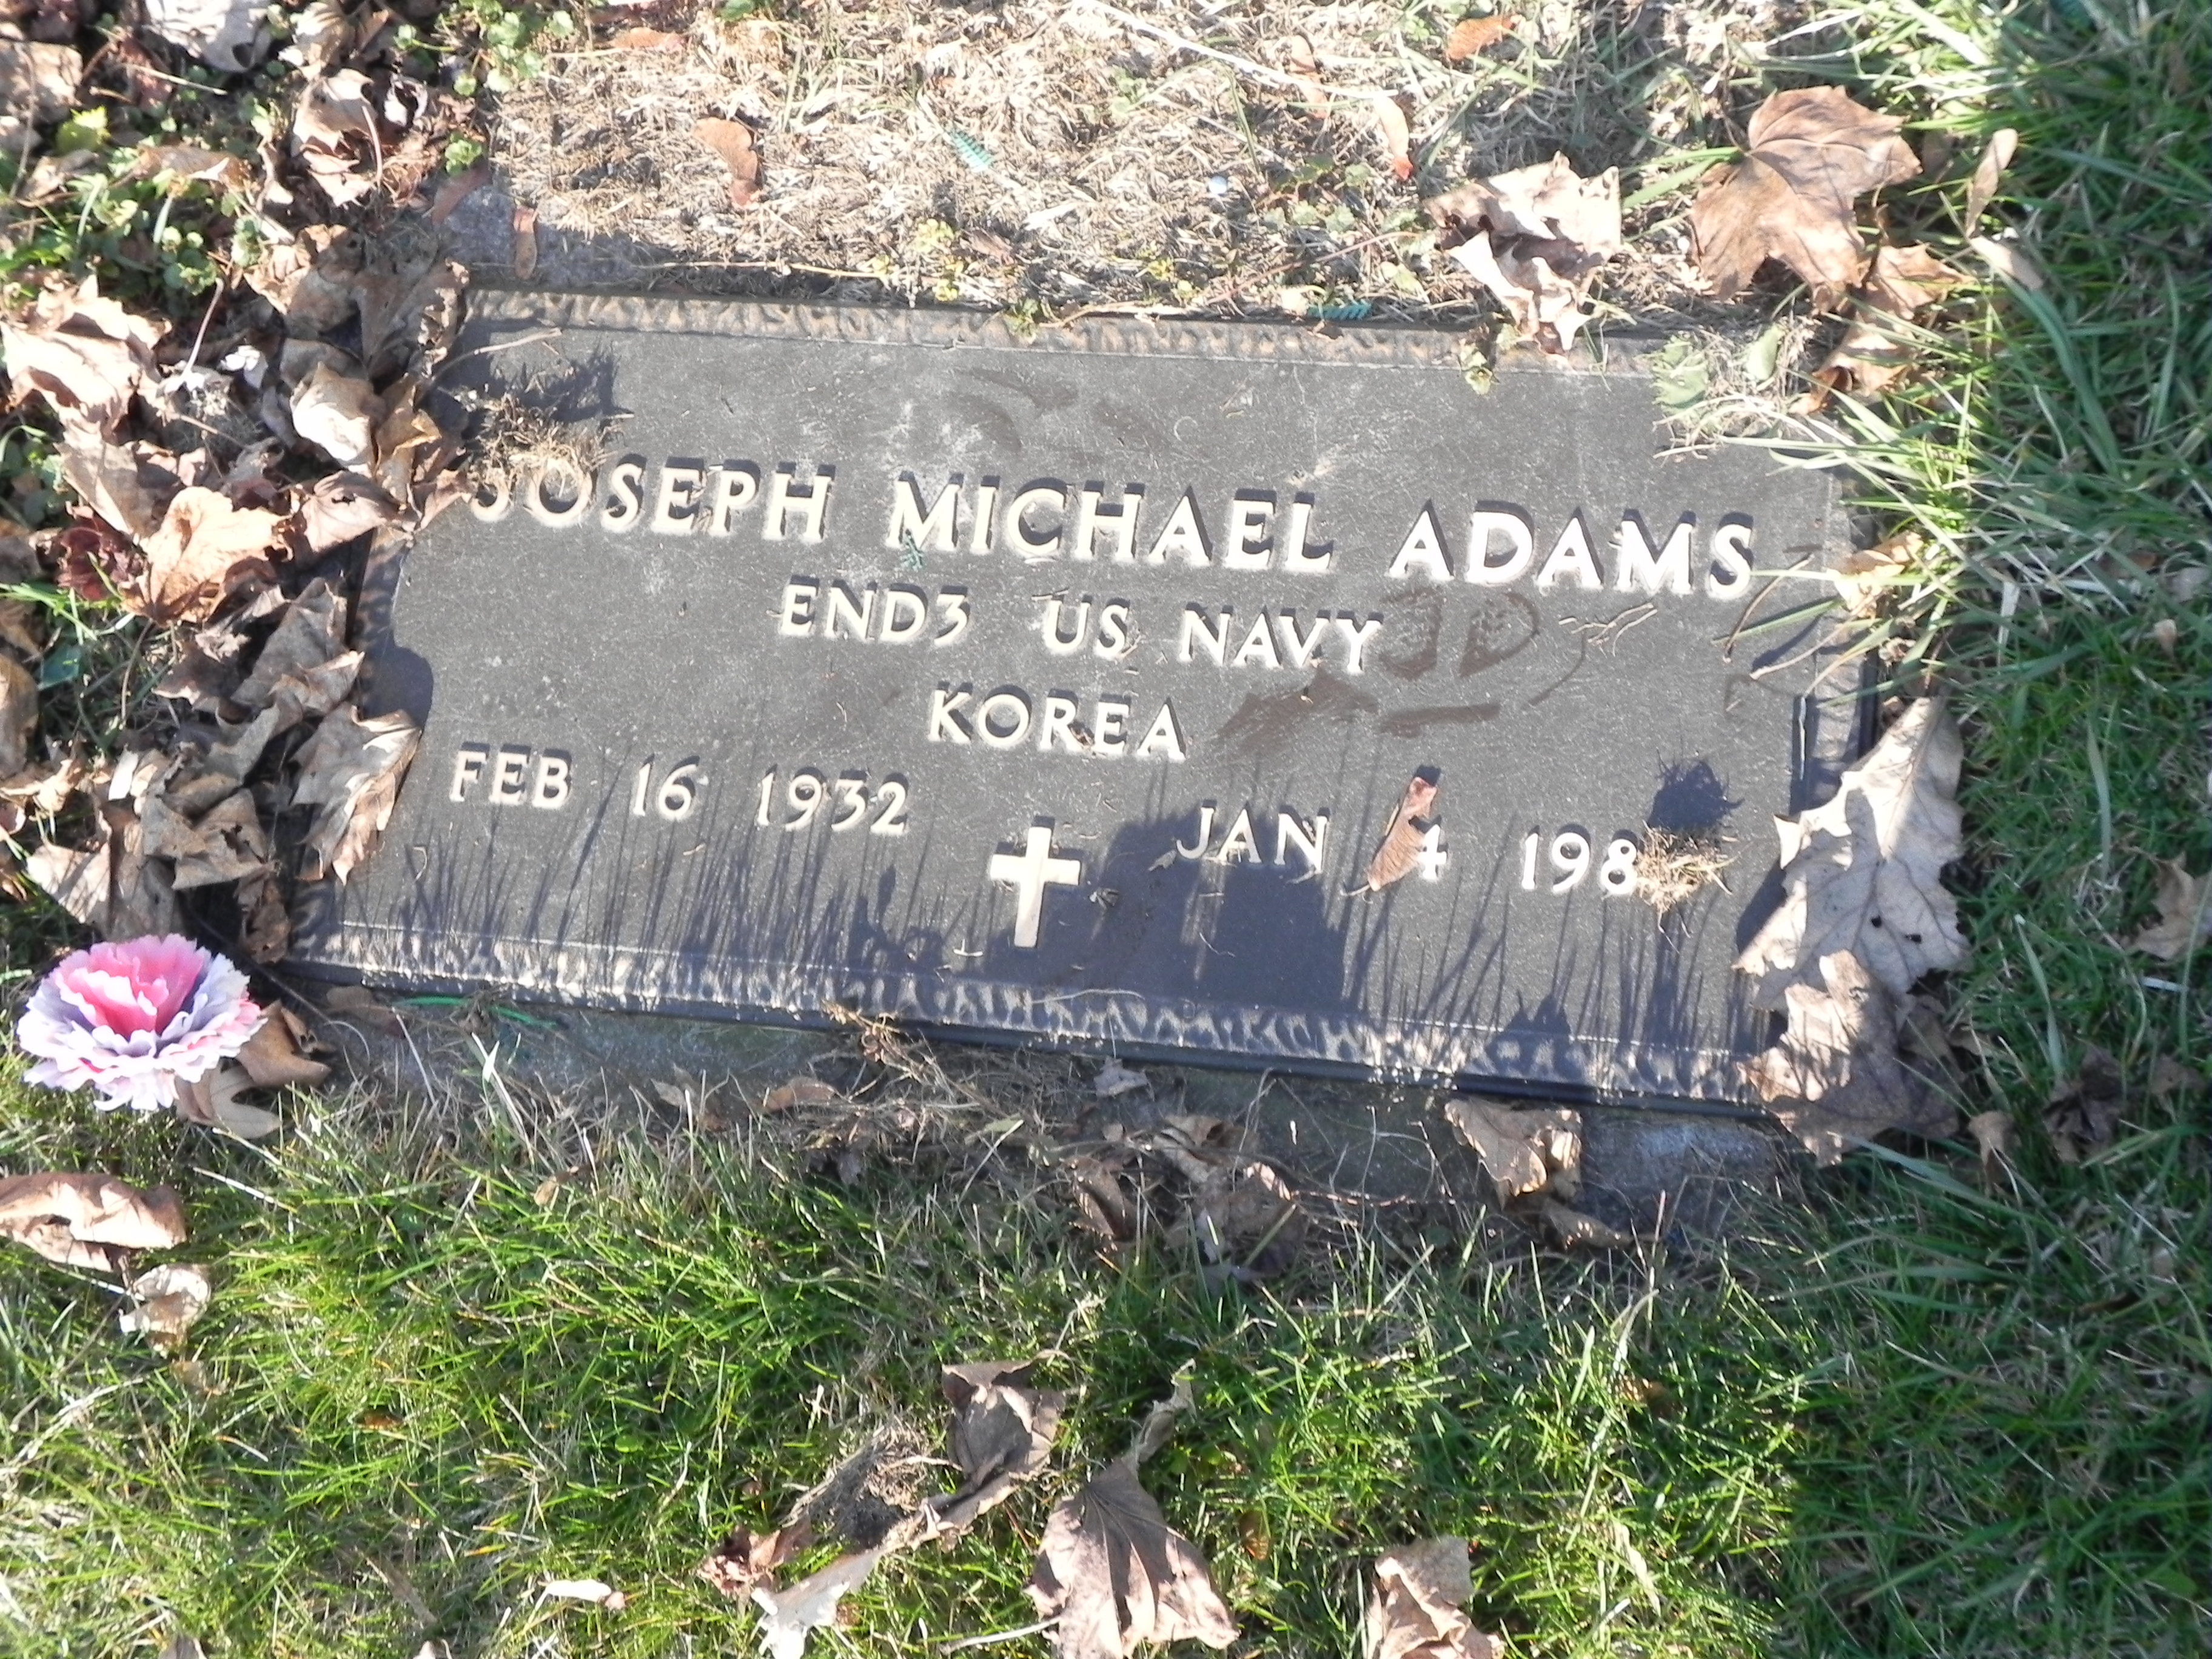 JOSEPH MICHAEL ADAMS
END3 US NAVY
KOREA
FEB 16 1932 JAN